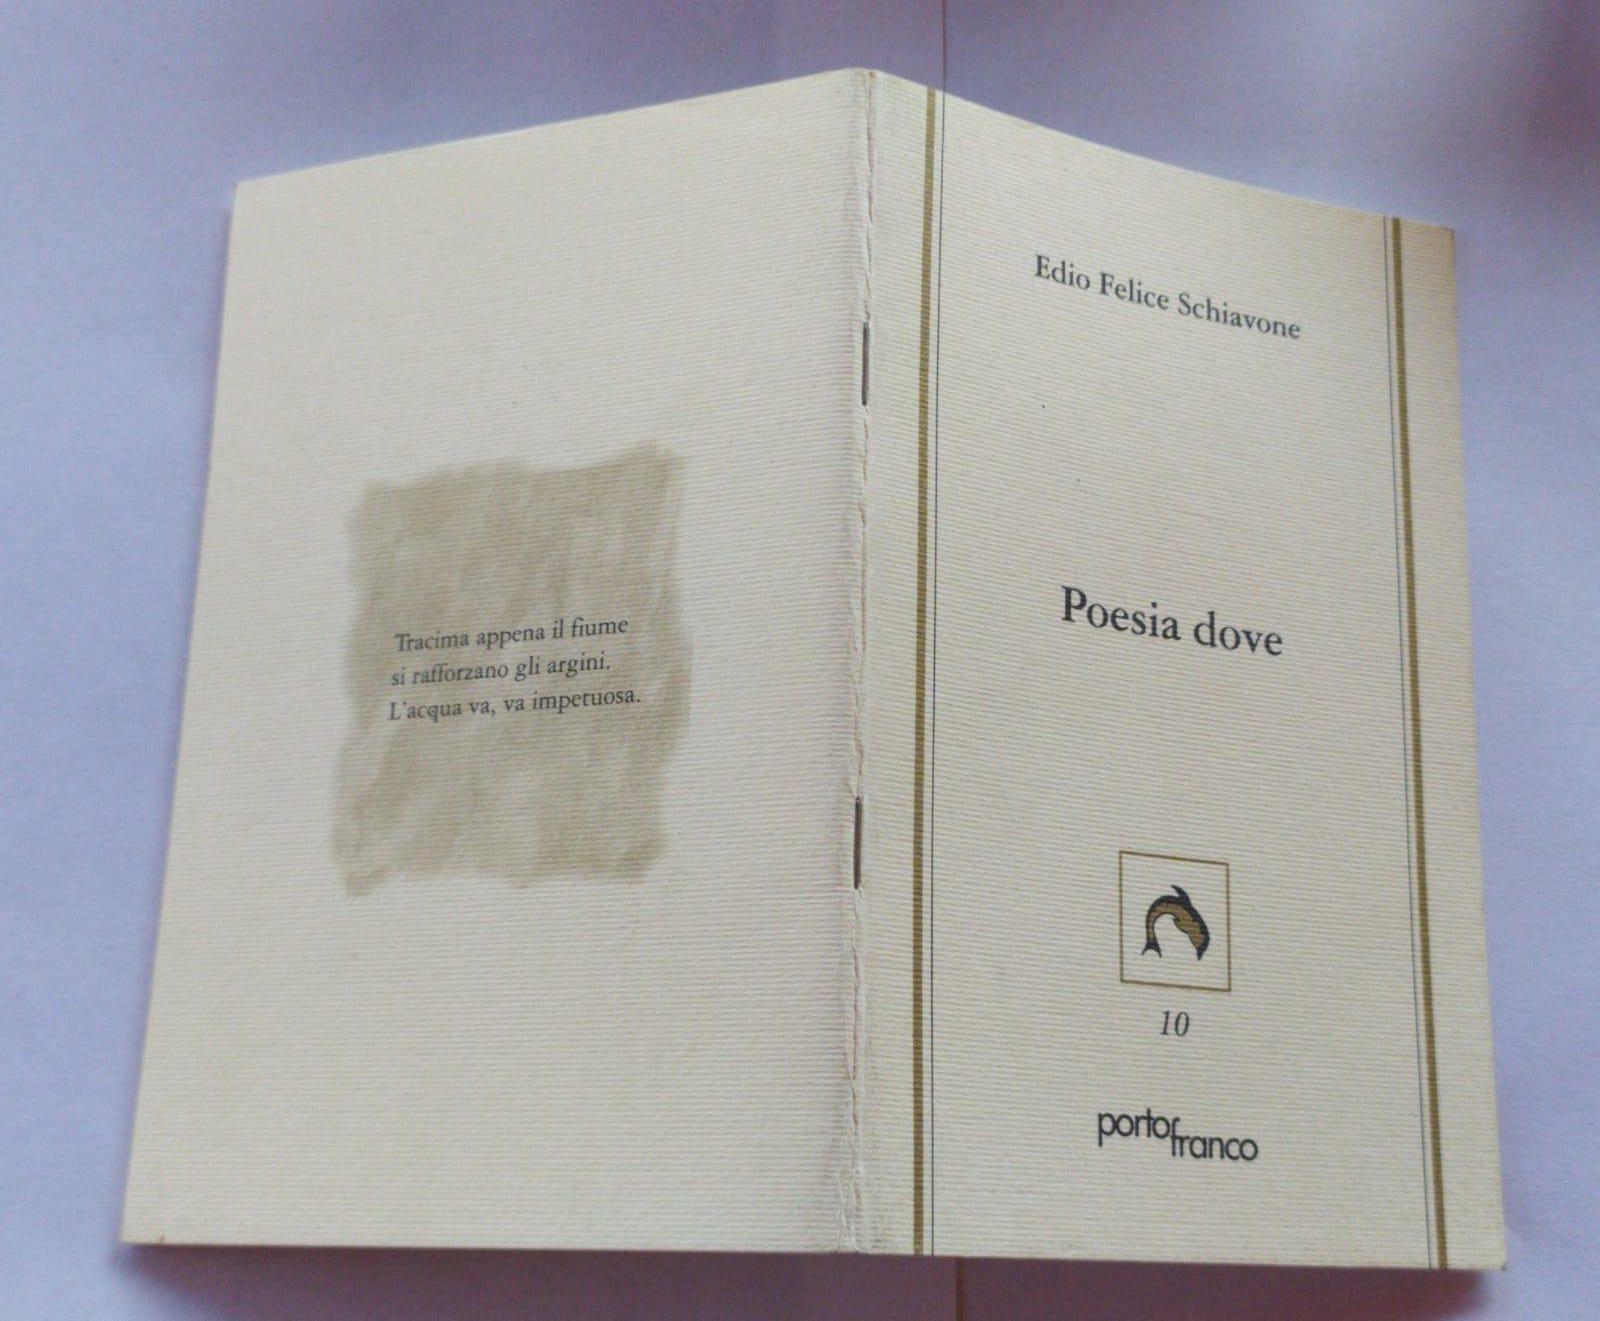 Tracima appena il fiume
si rafforzano gli argini.
L'acqua va, va impetuosa.
Edio Felice Schiavone
Poesia dove
10
portofranco